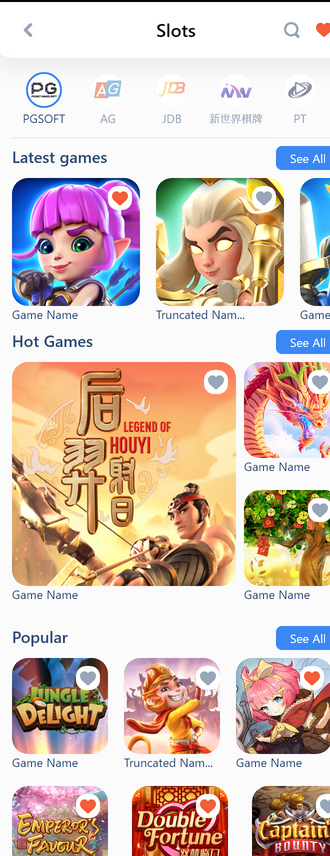 Slots
PG
PGSOFT
AG
AG
JDB
JDB
新世界棋牌
PT
Latest games
See All
Game Name
Truncated Nam...
Game
Hot Games
See All
后羿射日
LEGEND OF
HOUYI
Game Name
Game Name
Game Name
Popular
See All
JUNGLE
DELIGHT
Game Name
Truncated Nam...
Game Name
EMPEROR'S
FAVOUR
Double
Fortune
Captain
BOUNTY